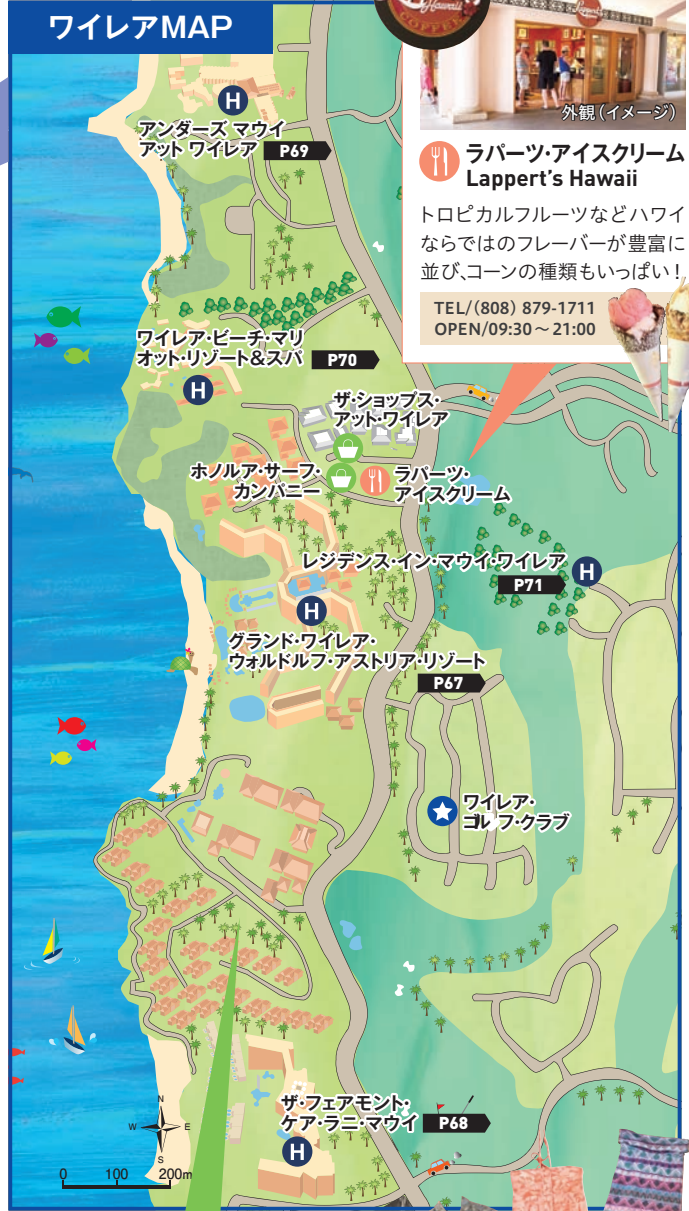 ワイレアMAP
Hawaii
COFFEE
Lappert's
外観(イメージ)
ラパーツ・アイスクリーム
Lappert's Hawaii
トロピカルフルーツなどハワイ
ならではのフレーバーが豊富に
並び、コーンの種類もいっぱい!
TEL/(808) 879-1711
OPEN/09:30～21:00
H
アンダーズ マウイ
アット ワイレア P69
ワイレア・ビーチ・マリ
オット・リゾート&スパ P70
H
ザ・ショップス・
アット・ワイレア
ホノルア・サーフ・
カンパニー
ラパーツ・
アイスクリーム
レジデンス・イン・マウイ・ワイレア H
P71
H
グランド・ワイレア・
ウォルドルフ・アストリア・リゾート
P67
ワイレア・
ゴルフ・クラブ
ザ・フェアモント・
ケア・ラニ・マウイ P68
H
N
W E
S
0 100 200m